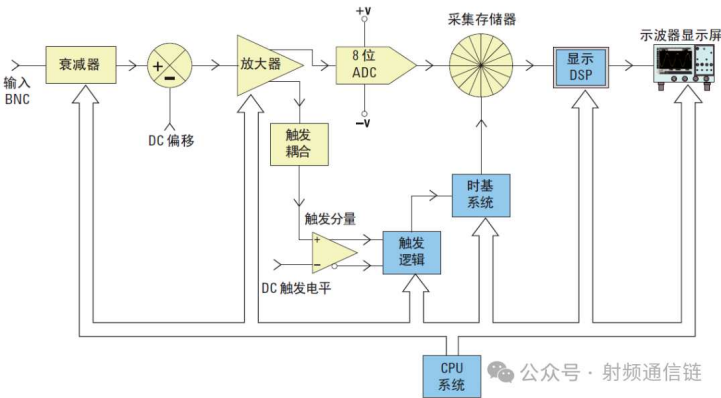 +V
采集存储器
示波器显示屏
衰减器
+
−
放大器
8 位
ADC
显示
DSP
输入
BNC
−V
DC 偏移
触发
耦合
时基
系统
触发分量
+
−
触发
逻辑
DC 触发电平
CPU
系统
公众号 · 射频通信链